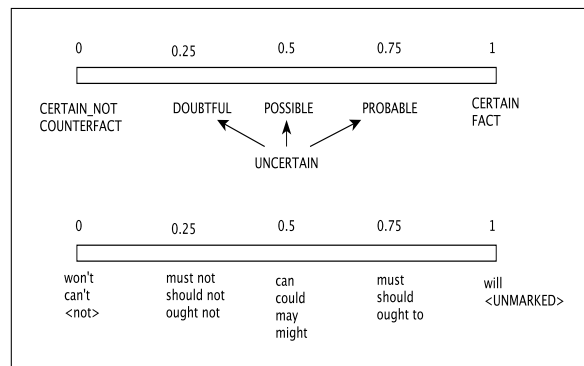 0 0.25 0.5 0.75 1
CERTAIN_NOT DOUBTFUL POSSIBLE PROBABLE CERTAIN
COUNTERFACT FACT
UNCERTAIN
0 0.25 0.5 0.75 1
won't must not can must will
can't should not could should <UNMARKED>
<not> ought not may ought to
might